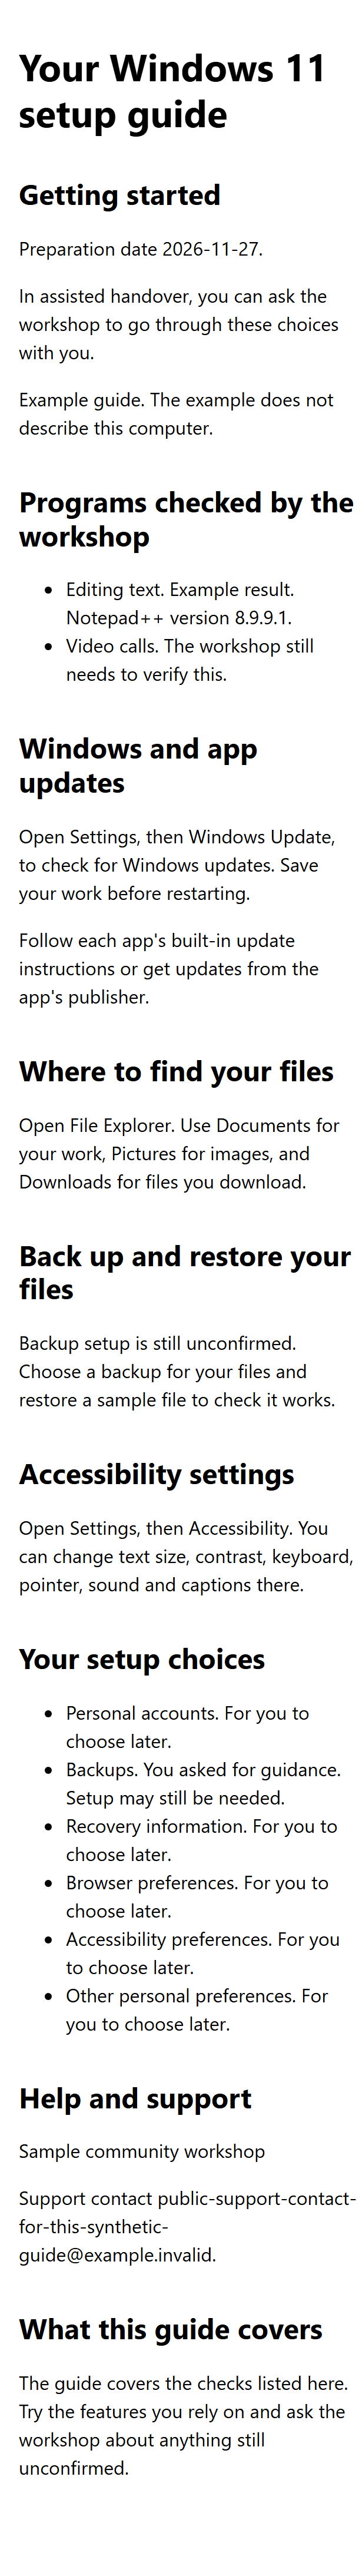 Your Windows 11
setup guide
Getting started
Preparation date 2026-11-27.
In assisted handover, you can ask the
workshop to go through these choices
with you.
Example guide. The example does not
describe this computer.
Programs checked by the
workshop
• Editing text. Example result.
Notepad++ version 8.9.9.1.
• Video calls. The workshop still
needs to verify this.
Windows and app
updates
Open Settings, then Windows Update,
to check for Windows updates. Save
your work before restarting.
Follow each app's built-in update
instructions or get updates from the
app's publisher.
Where to find your files
Open File Explorer. Use Documents for
your work, Pictures for images, and
Downloads for files you download.
Back up and restore your
files
Backup setup is still unconfirmed.
Choose a backup for your files and
restore a sample file to check it works.
Accessibility settings
Open Settings, then Accessibility. You
can change text size, contrast, keyboard,
pointer, sound and captions there.
Your setup choices
• Personal accounts. For you to
choose later.
• Backups. You asked for guidance.
Setup may still be needed.
• Recovery information. For you to
choose later.
• Browser preferences. For you to
choose later.
• Accessibility preferences. For you
to choose later.
• Other personal preferences. For
you to choose later.
Help and support
Sample community workshop
Support contact public-support-contact-
for-this-synthetic-
guide@example.invalid.
What this guide covers
The guide covers the checks listed here.
Try the features you rely on and ask the
workshop about anything still
unconfirmed.